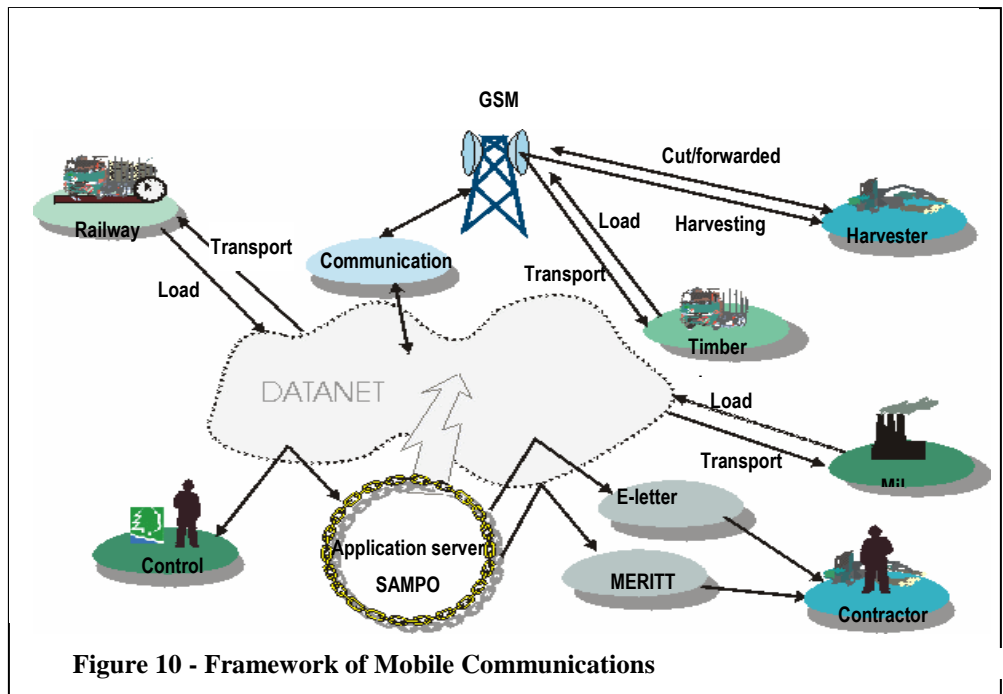 GSM
Cut/forwarded
Harvesting
Harvester
Railway
Transport
Load
Communication
Load
Transport
Timber
DATANET
Load
Transport
Mil
E-letter
Control
Application server
SAMPO
MERITT
Contractor
Figure 10 - Framework of Mobile Communications